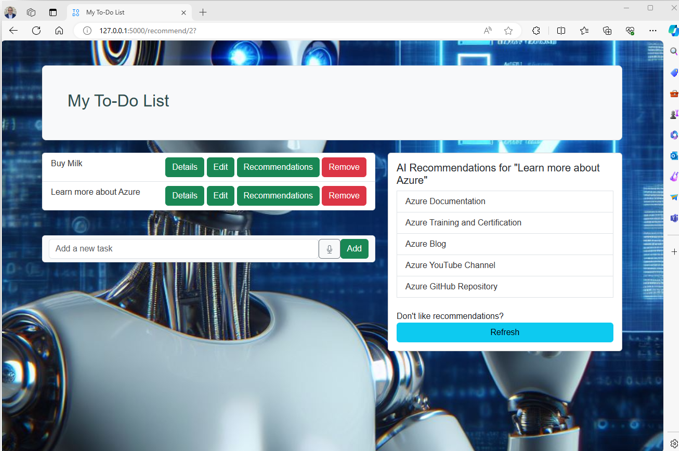 My To-Do List
127.0.0.1:5000/recommend/2?
My To-Do List
Buy Milk
Details
Edit
Recommendations
Remove
Learn more about Azure
Details
Edit
Recommendations
Remove
Add a new task
Add
AI Recommendations for "Learn more about
Azure"
Azure Documentation
Azure Training and Certification
Azure Blog
Azure YouTube Channel
Azure GitHub Repository
Don't like recommendations?
Refresh